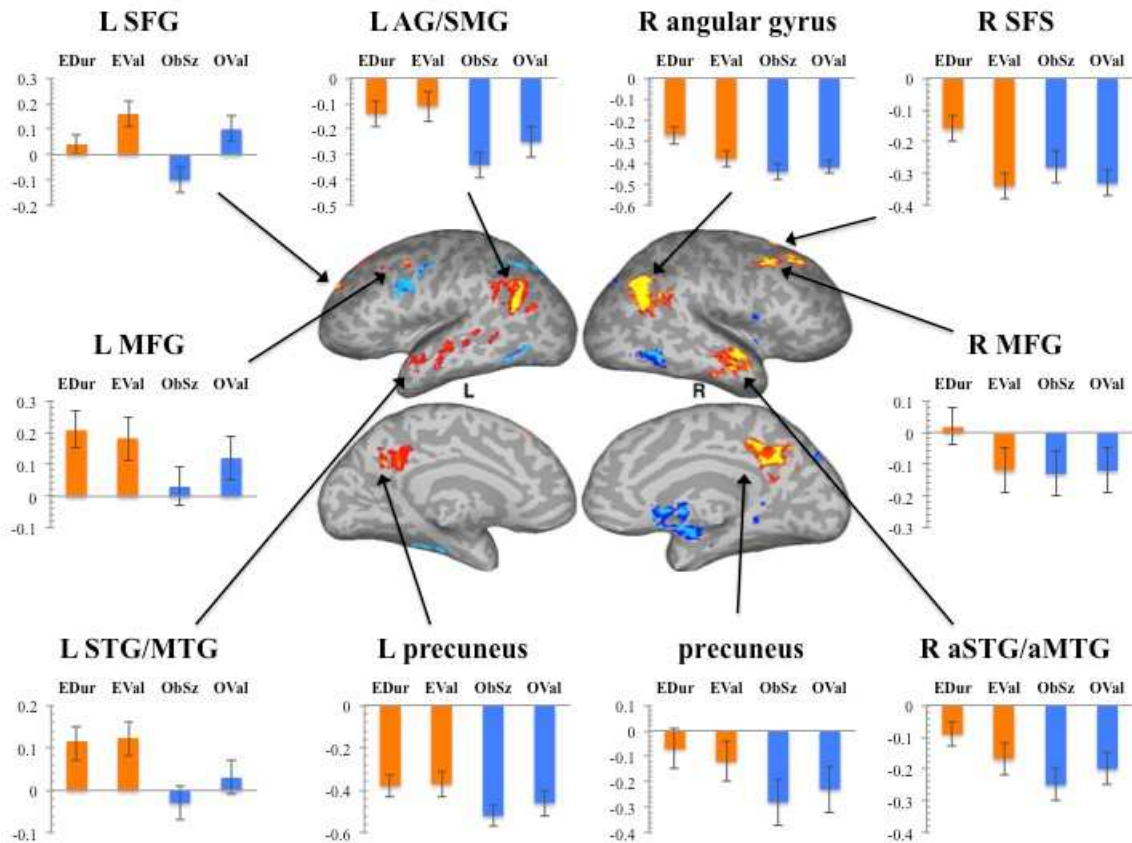 L SFG
EDur EVal ObSz OVal
0.3
0.2
0.1
0
-0.1
-0.2
L AG/SMG
EDur EVal ObSz OVal
0
-0.1
-0.2
-0.3
-0.4
-0.5
R angular gyrus
EDur EVal ObSz OVal
0
-0.1
-0.2
-0.3
-0.4
-0.5
-0.6
R SFS
EDur EVal ObSz OVal
0
-0.1
-0.2
-0.3
-0.4
L MFG
EDur EVal ObSz OVal
0.3
0.2
0.1
0
-0.1
L
R
R MFG
EDur EVal ObSz OVal
0.1
0
-0.1
-0.2
-0.3
L STG/MTG
EDur EVal ObSz OVal
0.2
0.1
0
-0.1
L precuneus
EDur EVal ObSz OVal
0
-0.2
-0.4
-0.6
precuneus
EDur EVal ObSz OVal
0.1
0
-0.1
-0.2
-0.3
-0.4
R aSTG/aMTG
EDur EVal ObSz OVal
0
-0.1
-0.2
-0.3
-0.4